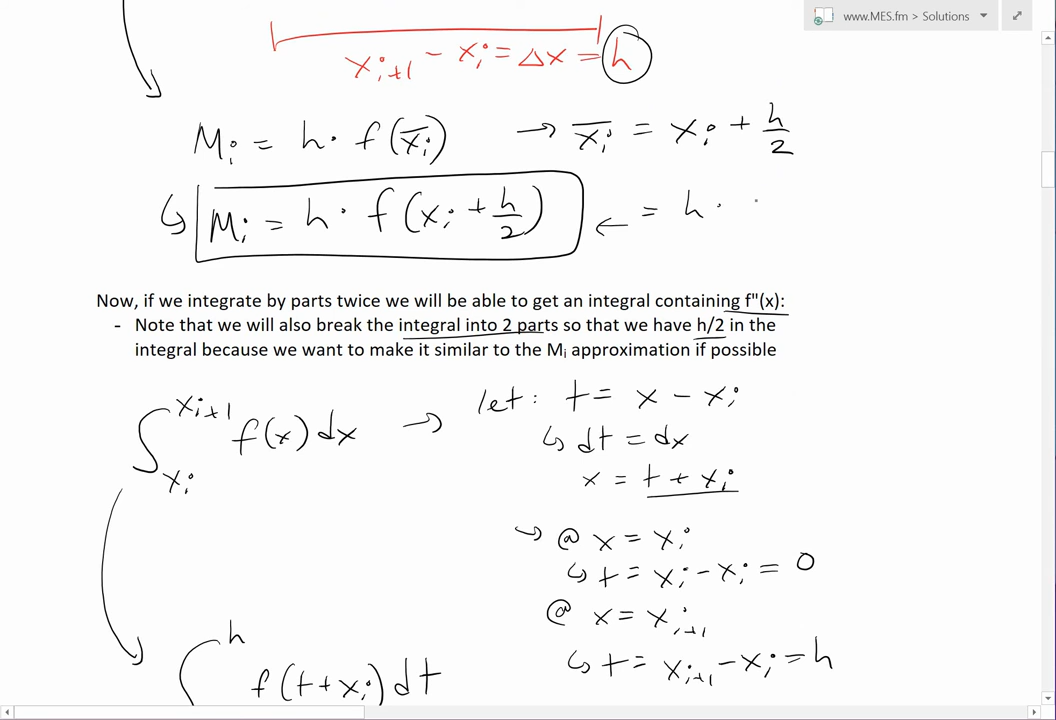 www.MES.fm > Solutions
xᵢ₊₁ - xᵢ = Δx = h
Mᵢ = h · f(x̅ᵢ) → x̅ᵢ = xᵢ + h/2
↳ Mᵢ = h · f(xᵢ + h/2) ← = h ·
Now, if we integrate by parts twice we will be able to get an integral containing f"(x):
- Note that we will also break the integral into 2 parts so that we have h/2 in the
integral because we want to make it similar to the Mᵢ approximation if possible
∫ₓᵢ^xᵢ₊₁ f(x) dx → let: t = x - xᵢ
↳ dt = dx
x = t + xᵢ
→ @ x = xᵢ
↳ t = xᵢ - xᵢ = 0
@ x = xᵢ₊₁
↳ t = xᵢ₊₁ - xᵢ = h
∫^h f(t + xᵢ) dt